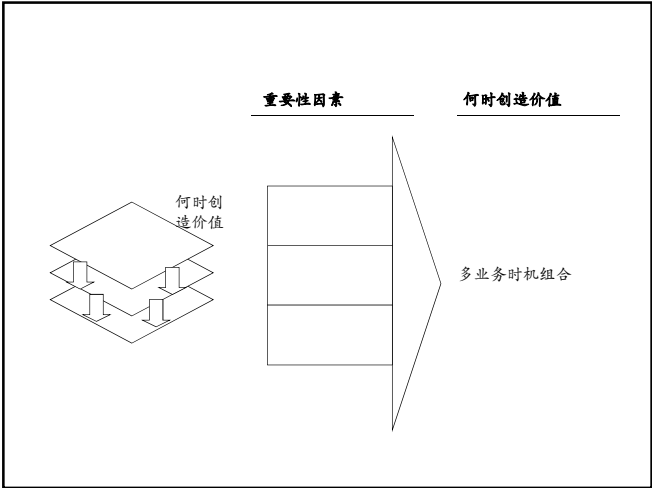 重要性因素
何时创造价值
何时创
造价值
多业务时机组合